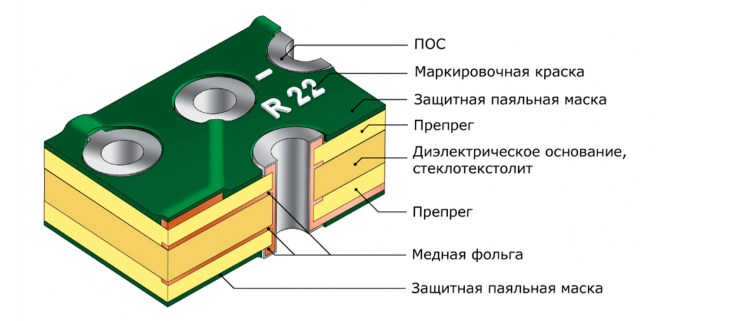 ПОС
Маркировочная краска
R 22
Защитная паяльная маска
Препрег
Диэлектрическое основание,
стеклотекстолит
Препрег
Медная фольга
Защитная паяльная маска